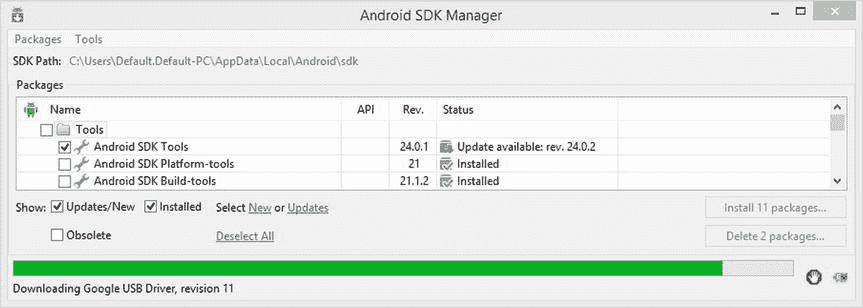 Android SDK Manager
Packages Tools
SDK Path: C:\Users\Default.Default-PC\AppData\Local\Android\sdk
Packages
Name API Rev. Status
Tools
Android SDK Tools 24.0.1 Update available: rev. 24.0.2
Android SDK Platform-tools 21 Installed
Android SDK Build-tools 21.1.2 Installed
Show: Updates/New Installed Select New or Updates Install 11 packages...
Obsolete Deselect All Delete 2 packages...
Downloading Google USB Driver, revision 11